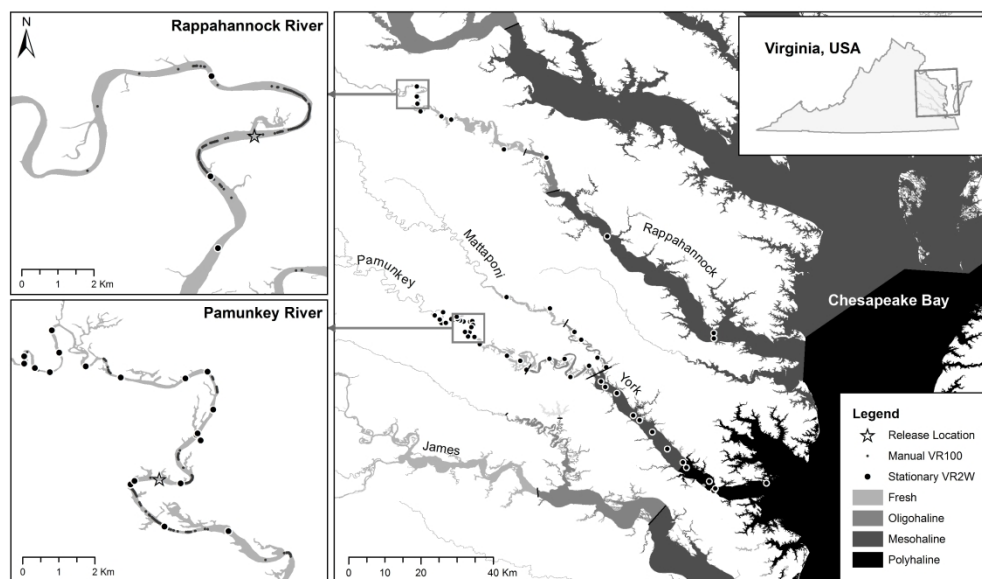 Rappahannock River
N
0 1 2 Km
Pamunkey River
0 1 2 Km
Virginia, USA
Rappahannock
Mattaponi
Pamunkey
Chesapeake Bay
York
James
0 10 20 40 Km
Legend
Release Location
Manual VR100
Stationary VR2W
Fresh
Oligohaline
Mesohaline
Polyhaline